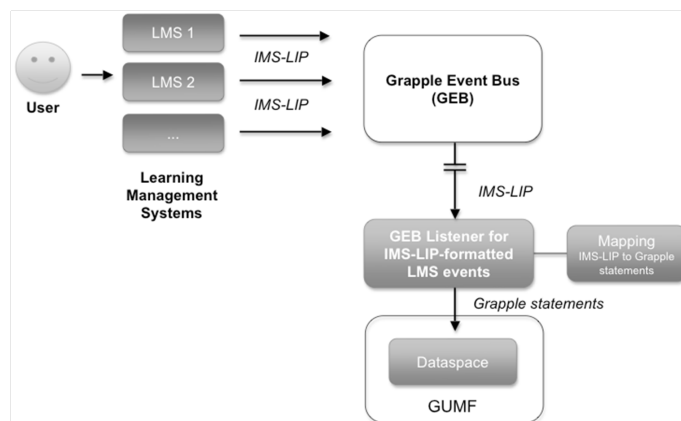 LMS 1
IMS-LIP
LMS 2
IMS-LIP
...
User
Learning
Management
Systems
Grapple Event Bus
(GEB)
IMS-LIP
GEB Listener for
IMS-LIP-formatted
LMS events
Mapping
IMS-LIP to Grapple
statements
Grapple statements
Dataspace
GUMF